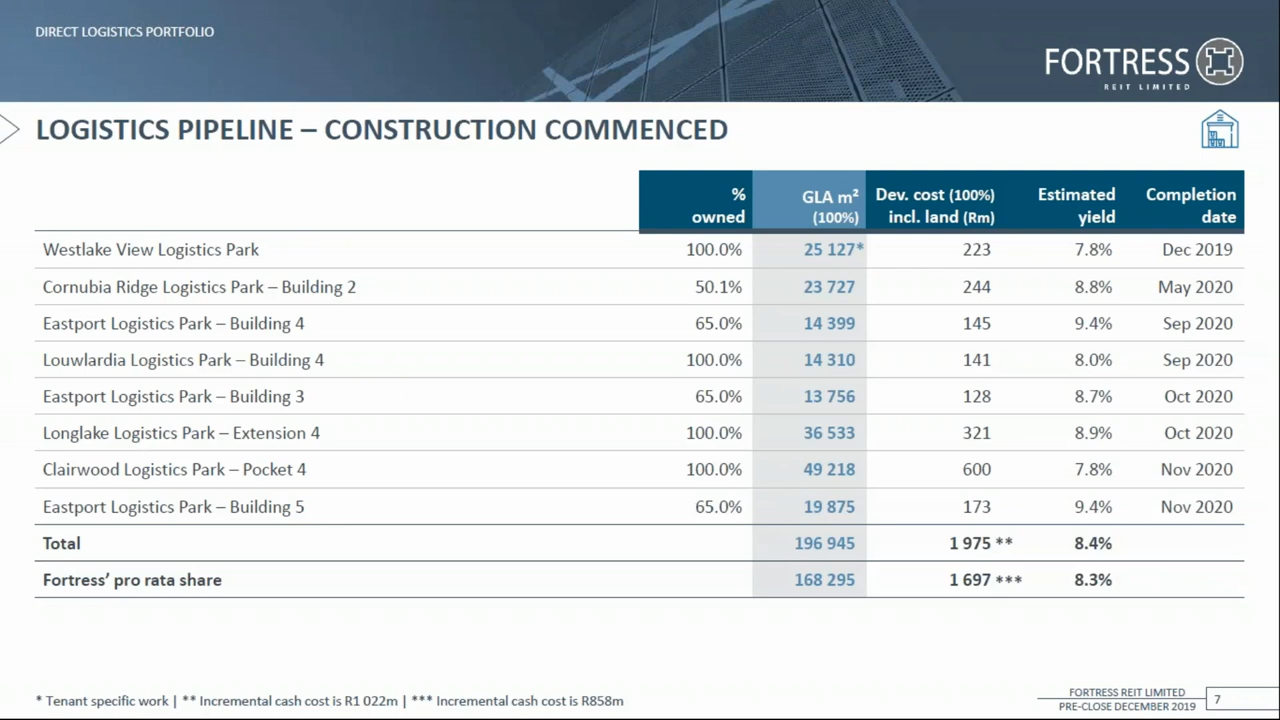 DIRECT LOGISTICS PORTFOLIO
FORTRESS
REIT LIMITED
LOGISTICS PIPELINE – CONSTRUCTION COMMENCED
% owned GLA m² (100%) Dev. cost (100%) incl. land (Rm) Estimated yield Completion date
Westlake View Logistics Park 100.0% 25 127* 223 7.8% Dec 2019
Cornubia Ridge Logistics Park – Building 2 50.1% 23 727 244 8.8% May 2020
Eastport Logistics Park – Building 4 65.0% 14 399 145 9.4% Sep 2020
Louwlardia Logistics Park – Building 4 100.0% 14 310 141 8.0% Sep 2020
Eastport Logistics Park – Building 3 65.0% 13 756 128 8.7% Oct 2020
Longlake Logistics Park – Extension 4 100.0% 36 533 321 8.9% Oct 2020
Clairwood Logistics Park – Pocket 4 100.0% 49 218 600 7.8% Nov 2020
Eastport Logistics Park – Building 5 65.0% 19 875 173 9.4% Nov 2020
Total 196 945 1 975 ** 8.4%
Fortress’ pro rata share 168 295 1 697 *** 8.3%
* Tenant specific work | ** Incremental cash cost is R1 022m | *** Incremental cash cost is R858m
FORTRESS REIT LIMITED
PRE-CLOSE DECEMBER 2019
7